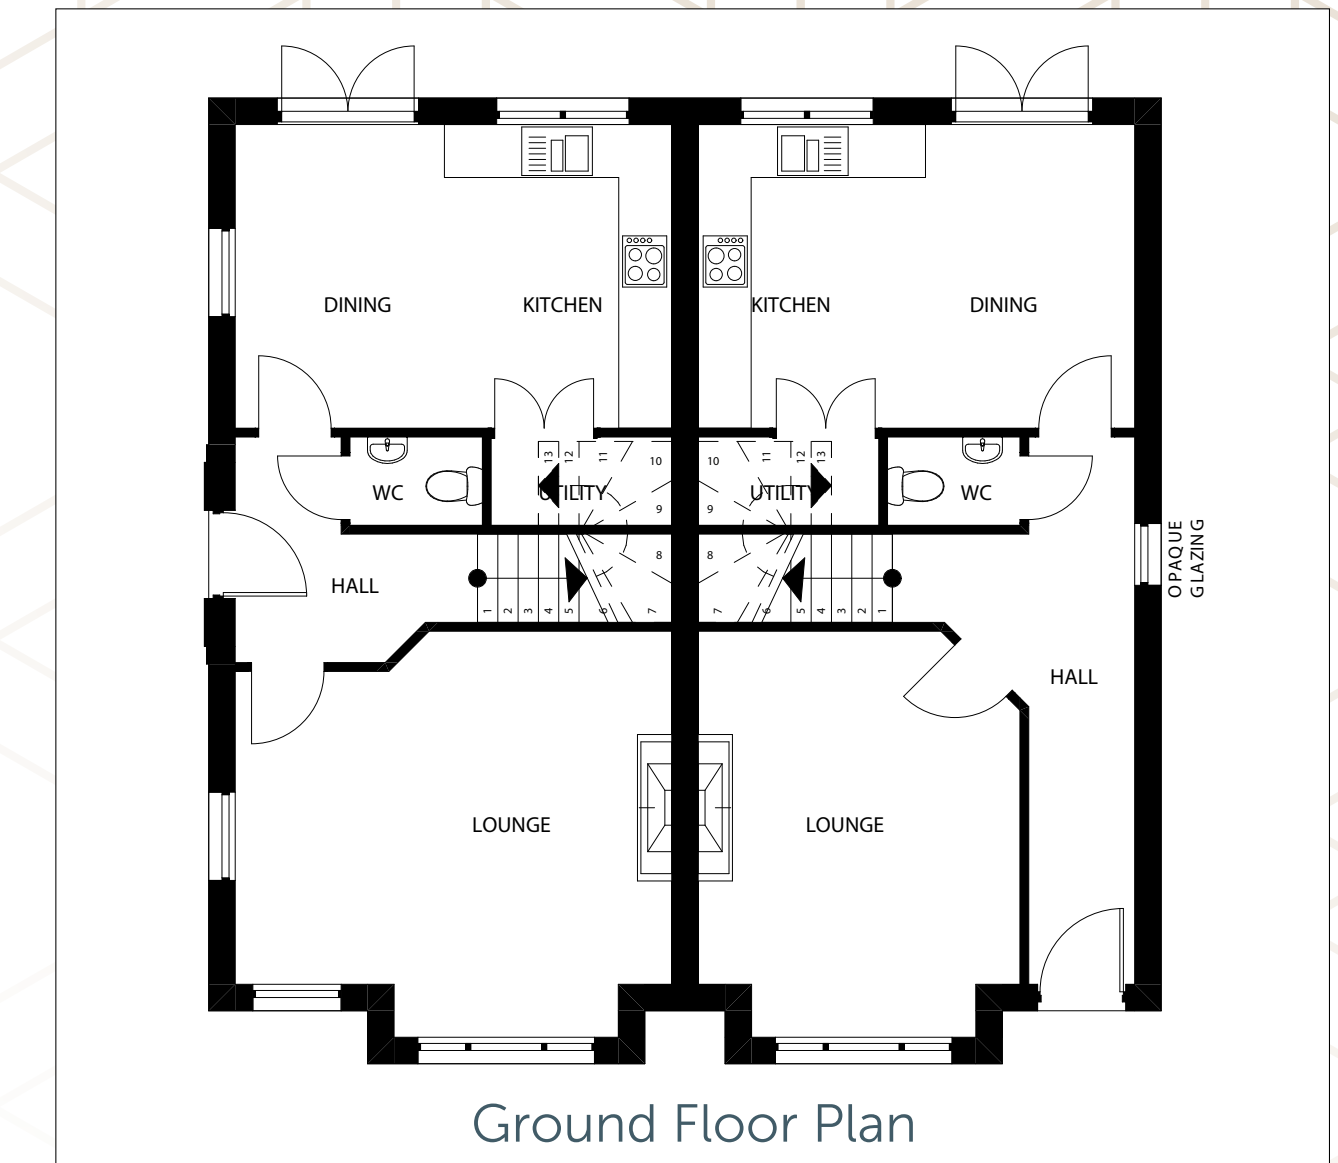 DINING
KITCHEN
KITCHEN
DINING
13
12
11
10
10
11
12
13
WC
UTILITY
UTILITY
WC
9
9
8
8
OPAQUE
GLAZING
HALL
1
2
3
4
5
6
7
7
6
5
4
3
2
1
HALL
LOUNGE
LOUNGE
Ground Floor Plan